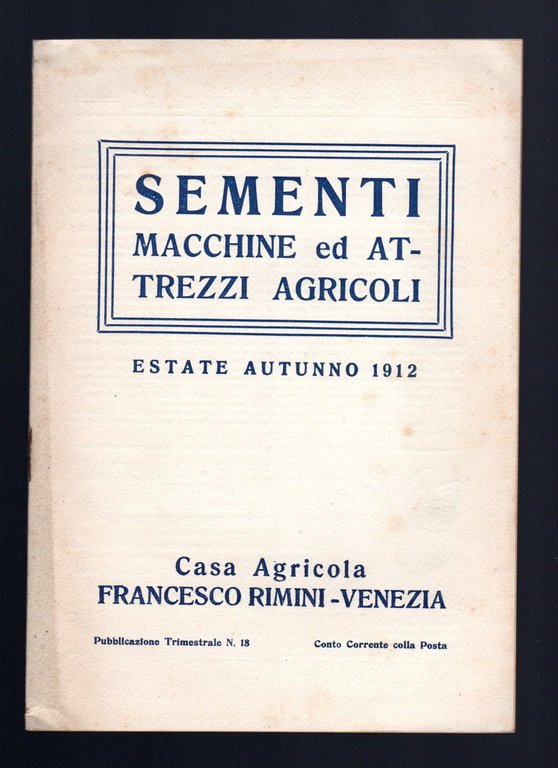 SEMENTI
MACCHINE ed AT-
TREZZI AGRICOLI
ESTATE AUTUNNO 1912
Casa Agricola
FRANCESCO RIMINI-VENEZIA
Pubblicazione Trimestrale N. 18
Conto Corrente colla Posta